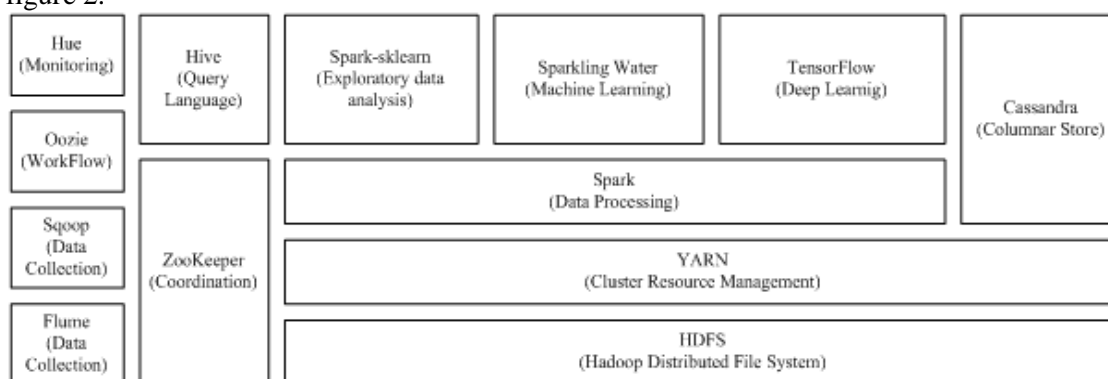 figure 2.
Hue
(Monitoring)
Oozie
(WorkFlow)
Sqoop
(Data
Collection)
Flume
(Data
Collection)
Hive
(Query
Language)
ZooKeeper
(Coordination)
Spark-sklearn
(Exploratory data
analysis)
Sparkling Water
(Machine Learning)
TensorFlow
(Deep Learnig)
Cassandra
(Columnar Store)
Spark
(Data Processing)
YARN
(Cluster Resource Management)
HDFS
(Hadoop Distributed File System)